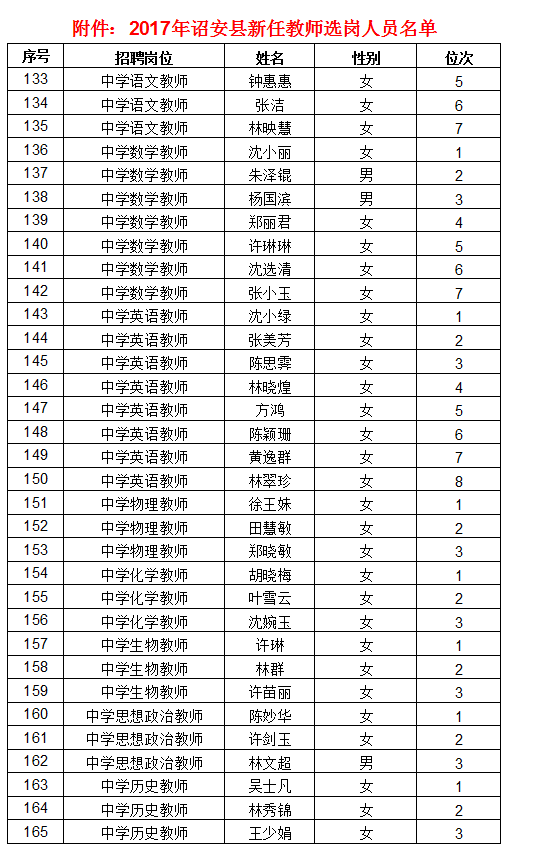 附件：2017年诏安县新任教师选岗人员名单
序号 招聘岗位 姓名 性别 位次
133 中学语文教师 钟惠惠 女 5
134 中学语文教师 张洁 女 6
135 中学语文教师 林映慧 女 7
136 中学数学教师 沈小丽 女 1
137 中学数学教师 朱泽锟 男 2
138 中学数学教师 杨国滨 男 3
139 中学数学教师 郑丽君 女 4
140 中学数学教师 许琳琳 女 5
141 中学数学教师 沈选清 女 6
142 中学数学教师 张小玉 女 7
143 中学英语教师 沈小绿 女 1
144 中学英语教师 张美芳 女 2
145 中学英语教师 陈思霁 女 3
146 中学英语教师 林晓煌 女 4
147 中学英语教师 方鸿 女 5
148 中学英语教师 陈颖珊 女 6
149 中学英语教师 黄逸群 女 7
150 中学英语教师 林翠珍 女 8
151 中学物理教师 徐王姝 女 1
152 中学物理教师 田慧敏 女 2
153 中学物理教师 郑晓敏 女 3
154 中学化学教师 胡晓梅 女 1
155 中学化学教师 叶雪云 女 2
156 中学化学教师 沈婉玉 女 3
157 中学生物教师 许琳 女 1
158 中学生物教师 林群 女 2
159 中学生物教师 许苗丽 女 3
160 中学思想政治教师 陈妙华 女 1
161 中学思想政治教师 许剑玉 女 2
162 中学思想政治教师 林文超 男 3
163 中学历史教师 吴士凡 女 1
164 中学历史教师 林秀锦 女 2
165 中学历史教师 王少娟 女 3